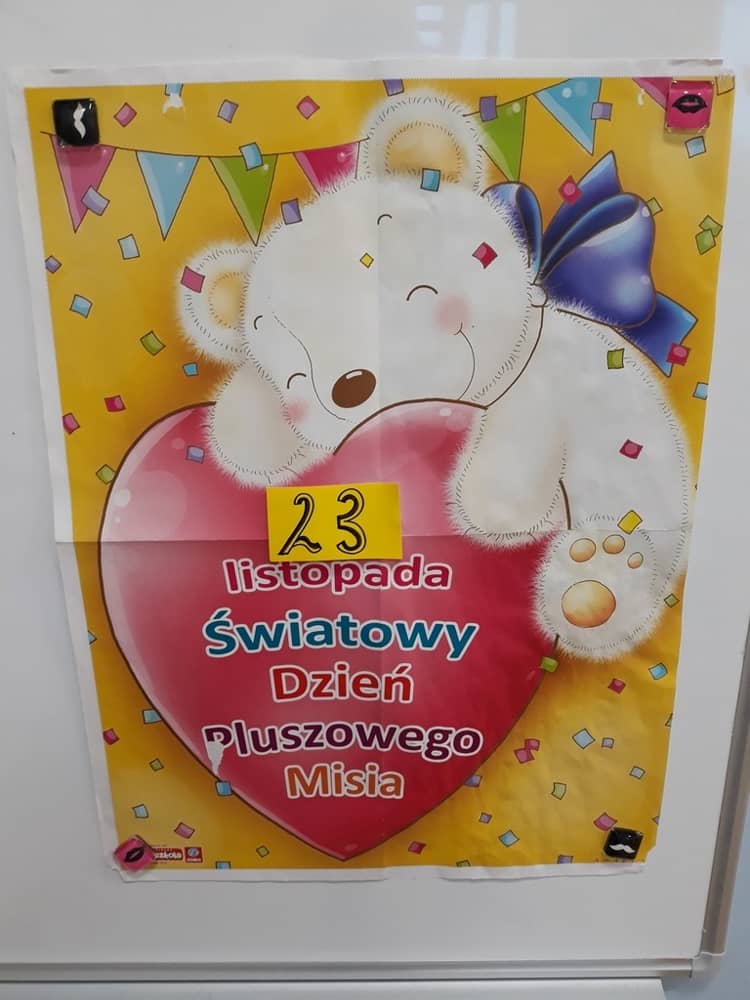 23
listopada
Światowy
Dzień
Pluszowego
Misia